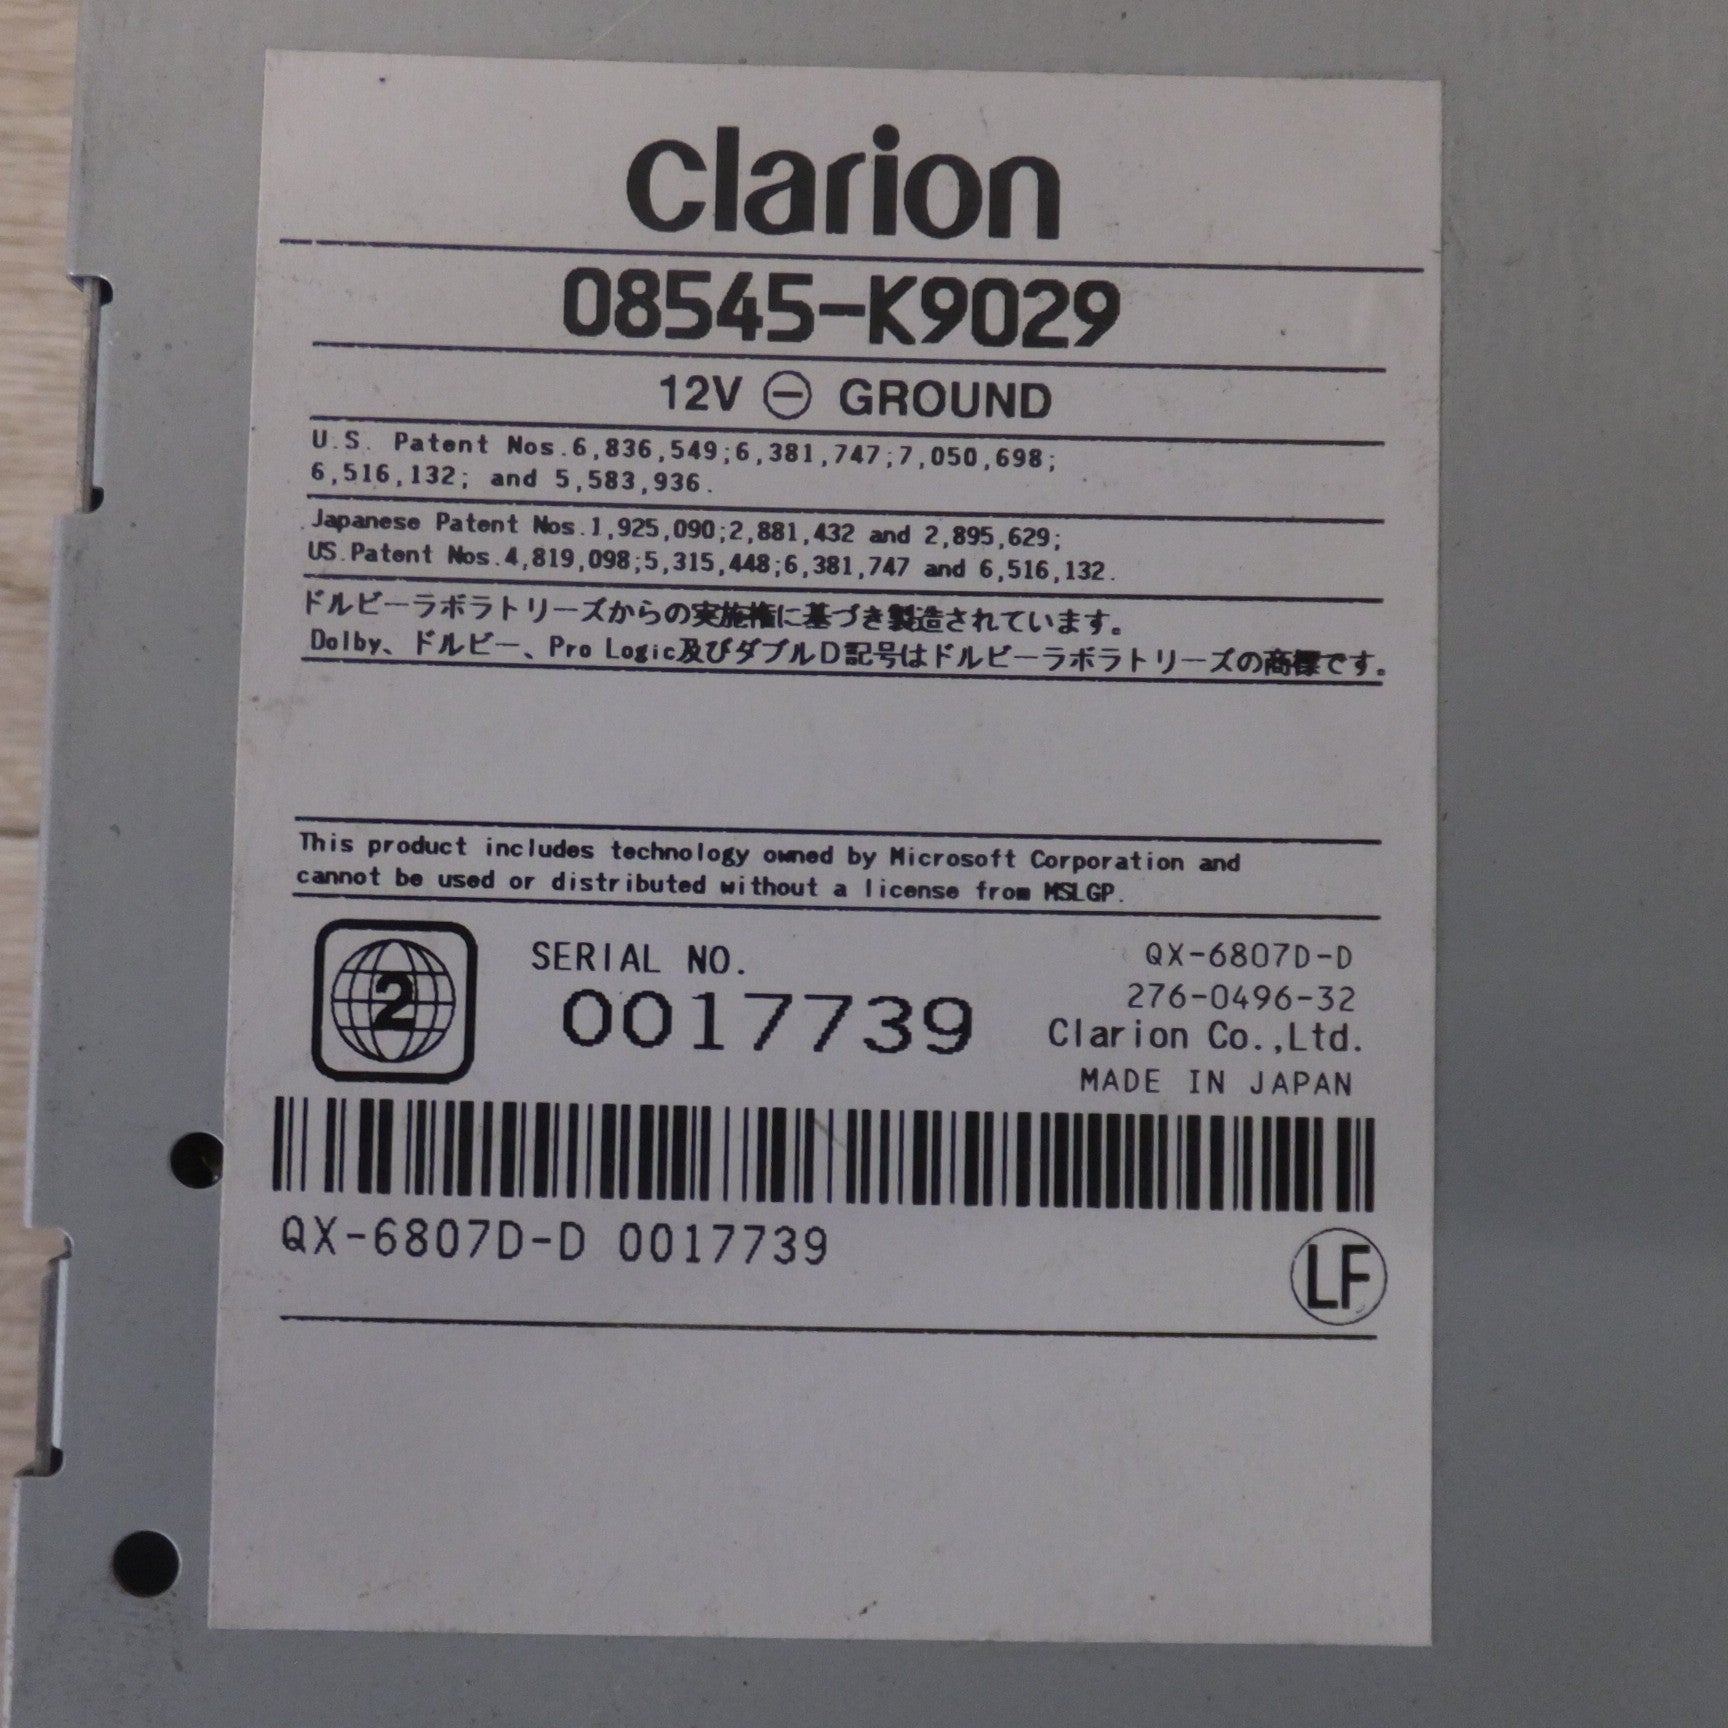 clarion
08545-K9029
12V ⊖ GROUND
U.S. Patent Nos.6,836,549;6,381,747;7,050,698;
6,516,132; and 5,583,936.
Japanese Patent Nos.1,925,090;2,881,432 and 2,895,629;
US.Patent Nos.4,819,098;5,315,448;6,381,747 and 6,516,132.
ドルビーラボラトリーズからの実施権に基づき製造されています。
Dolby、ドルビー、Pro Logic及びダブルD記号はドルビーラボラトリーズの商標です。
This product includes technology owned by Microsoft Corporation and
cannot be used or distributed without a license from MSLGP.
2
SERIAL NO.
0017739
QX-6807D-D
276-0496-32
Clarion Co.,Ltd.
MADE IN JAPAN
QX-6807D-D 0017739
LF